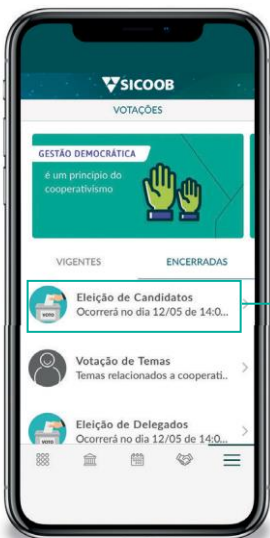 SICOOB
VOTAÇÕES
GESTÃO DEMOCRÁTICA
é um princípio do
cooperativismo
VIGENTES ENCERRADAS
Eleição de Candidatos
Ocorrerá no dia 12/05 de 14:0...
VOTO
Votação de Temas
Temas relacionados a cooperati..
Eleição de Delegados
Ocorrerá no dia 12/05 de 14:0...
VOTO